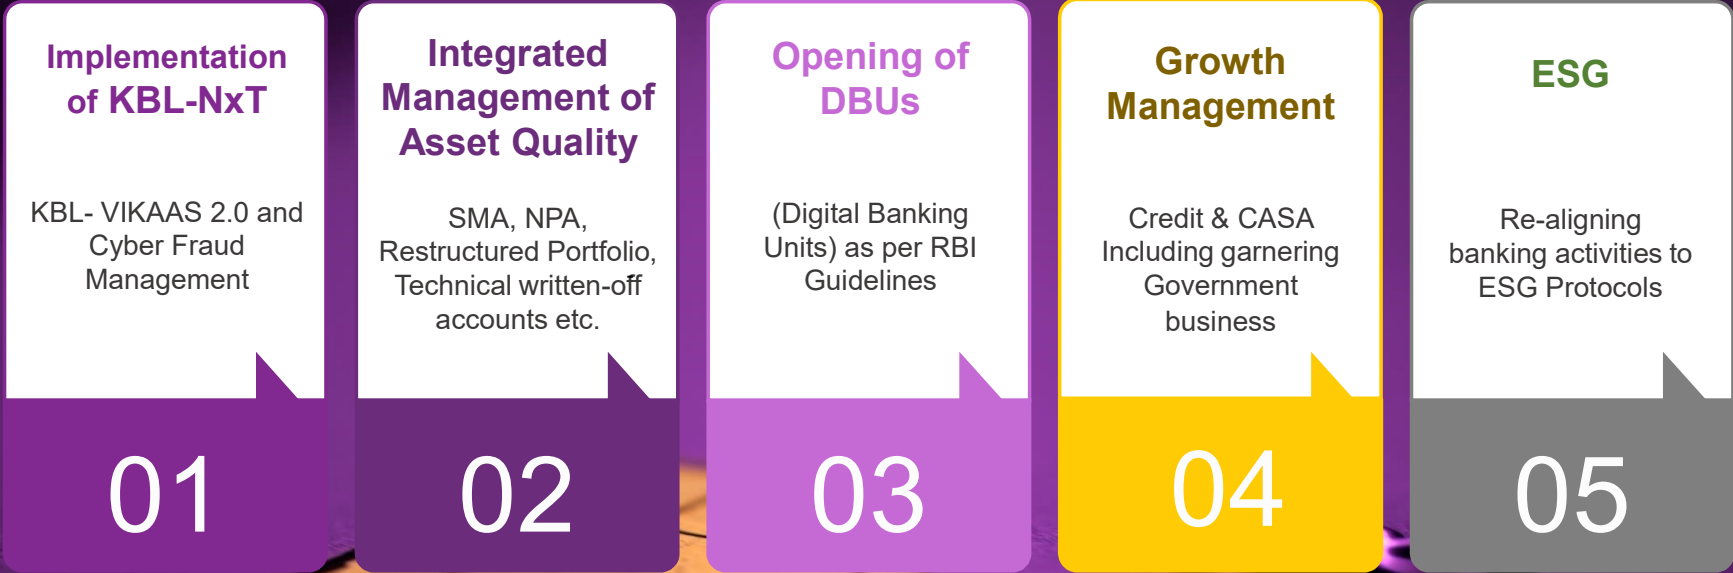 Implementation
of KBL-NxT
KBL- VIKAAS 2.0 and
Cyber Fraud
Management
01
Integrated
Management of
Asset Quality
SMA, NPA,
Restructured Portfolio,
Technical written-off
accounts etc.
02
Opening of
DBUs
(Digital Banking
Units) as per RBI
Guidelines
03
Growth
Management
Credit & CASA
Including garnering
Government
business
04
ESG
Re-aligning
banking activities to
ESG Protocols
05